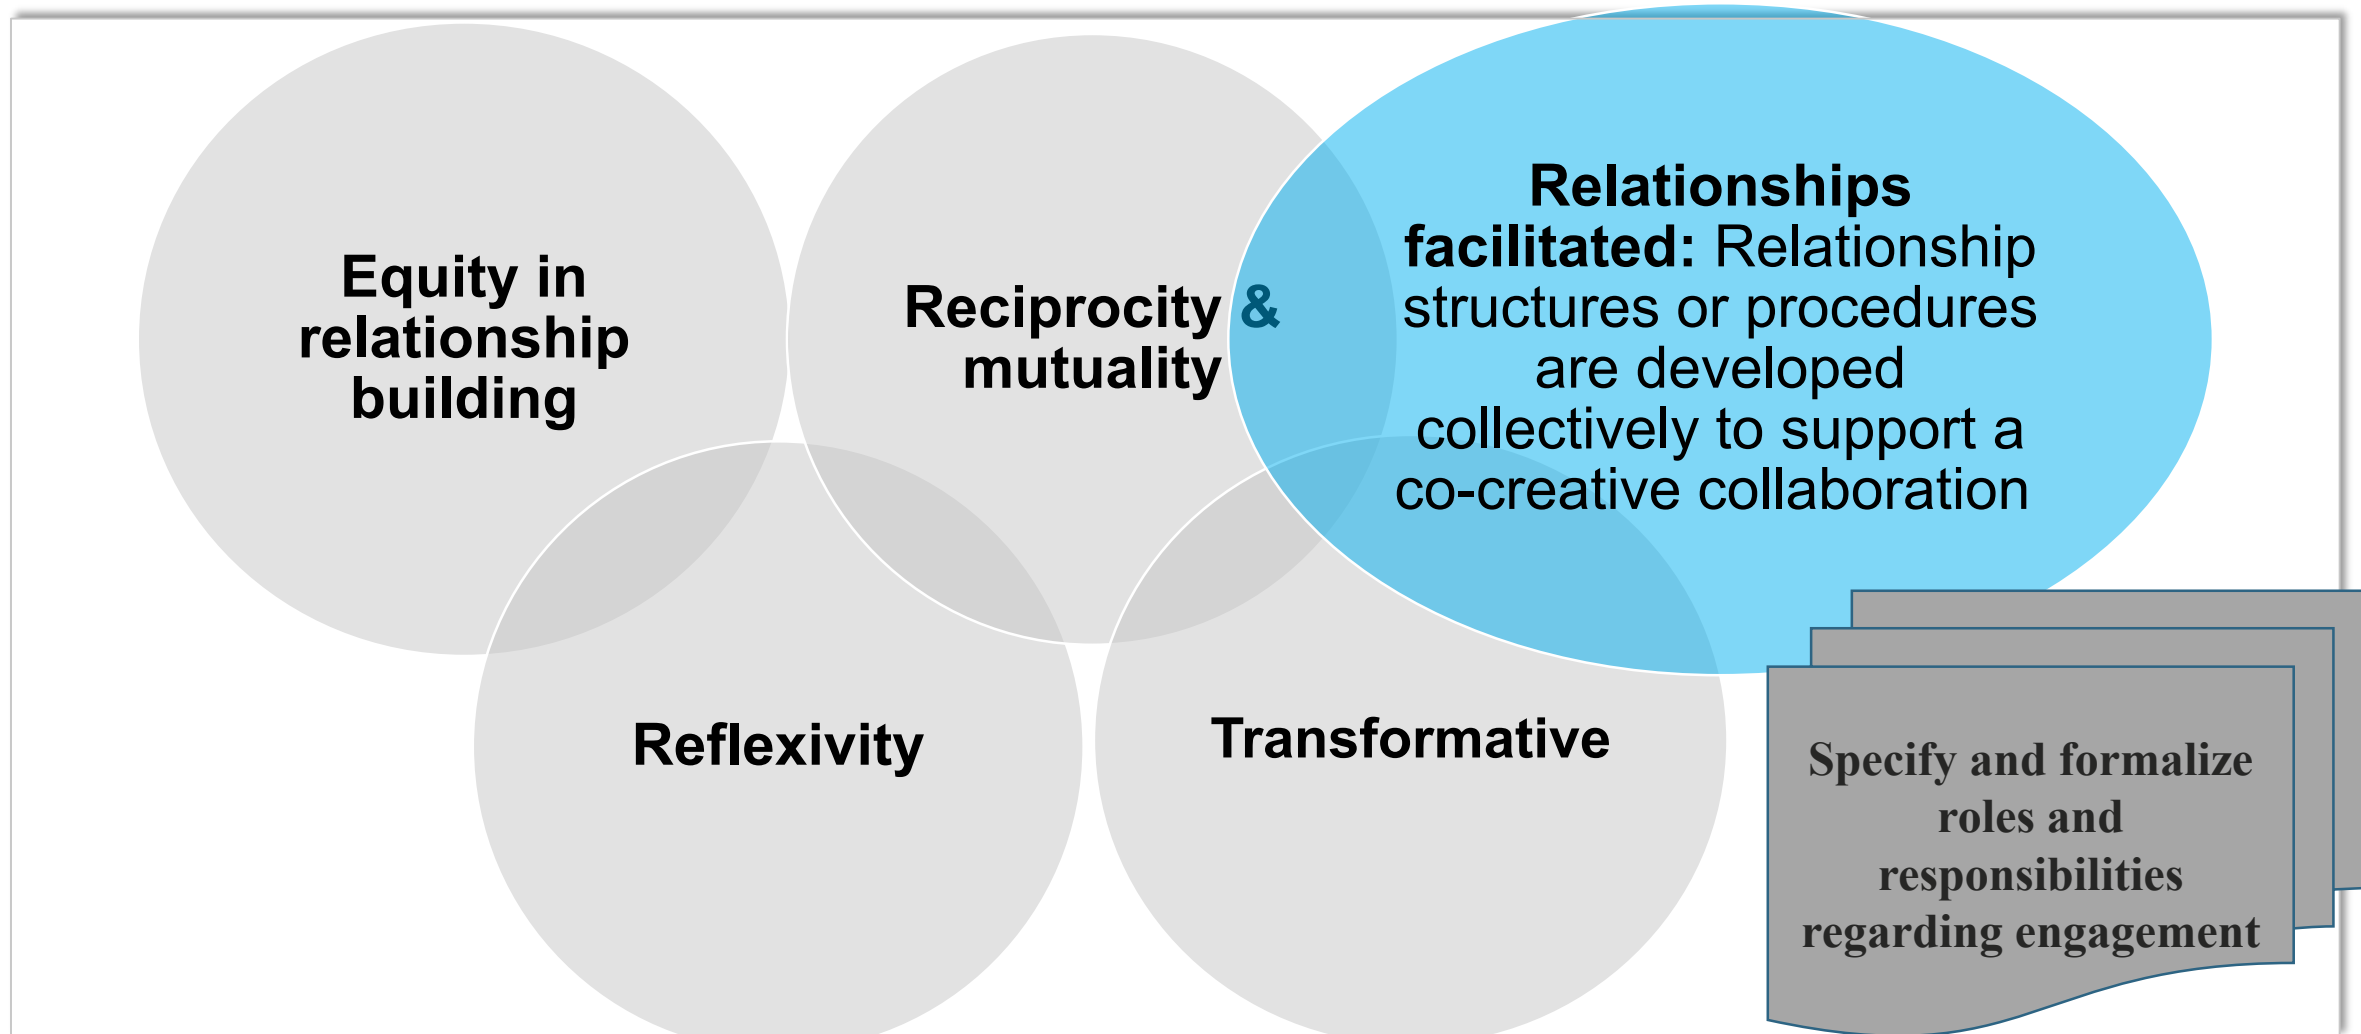 Equity in
relationship
building
Reciprocity &
mutuality
Relationships
facilitated: Relationship
structures or procedures
are developed
collectively to support a
co-creative collaboration
Reflexivity
Transformative
Specify and formalize
roles and
responsibilities
regarding engagement